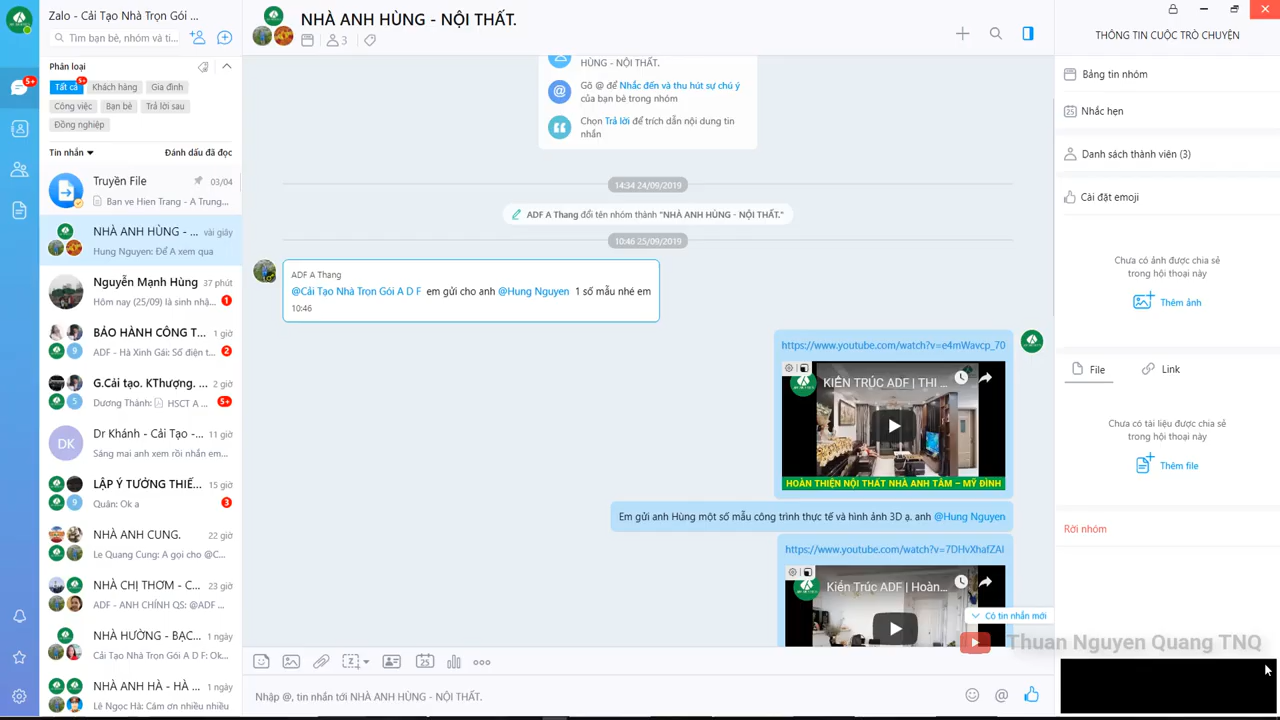 Zalo - Cải Tạo Nhà Trọn Gói ...
Tìm bạn bè, nhóm và ti...
Phân loại
Tất cả
5+
Khách hàng
Gia đình
Công việc
Bạn bè
Trả lời sau
Đồng nghiệp
Tin nhắn
Đánh dấu đã đọc
5+
Truyền File
03/04
Ban ve Hien Trang - A Trung...
NHÀ ANH HÙNG - ...
vài giây
Hung Nguyen: Để A xem qua
Nguyễn Mạnh Hùng
37 phút
Hôm nay (25/09) là sinh nhậ...
1
BẢO HÀNH CÔNG T...
1 giờ
9
ADF - Hà Xinh Gái: Số điện t...
2
G.Cải tạo. KThượng. ...
2 giờ
5
Dương Thành:
HSCT A ...
5+
DK
Dr Khánh - Cải Tạo -...
11 giờ
Sáng mai anh xem rồi nhắn em...
LẬP Ý TƯỞNG THIẾ...
15 giờ
9
Quân: Ok a
3
NHÀ ANH CUNG.
22 giờ
Le Quang Cung: A gọi cho @C...
NHÀ CHỊ THƠM - C...
23 giờ
ADF - ANH CHÍNH QS: @ADF ...
NHÀ HƯỜNG - BẠC...
1 ngày
Cải Tạo Nhà Trọn Gói A D F: Ok...
NHÀ ANH HÀ - HÀ ...
1 ngày
Lê Ngọc Hà: Cám ơn nhiều nhiều
NHÀ ANH HÙNG - NỘI THẤT.
3
HÙNG - NỘI THẤT.
Gõ @ để Nhắc đến và thu hút sự chú ý
của bạn bè trong nhóm
Chọn Trả lời để trích dẫn nội dung tin
nhắn
14:34 24/09/2019
ADF A Thang đổi tên nhóm thành "NHÀ ANH HÙNG - NỘI THẤT."
10:46 25/09/2019
ADF A Thang
@Cải Tạo Nhà Trọn Gói A D F em gửi cho anh @Hung Nguyen 1 số mẫu nhé em
10:46
https://www.youtube.com/watch?v=e4mWavcp_70
KIẾN TRÚC ADF | THI ...
HOÀN THIỆN NỘI THẤT NHÀ ANH TÂM – MỸ ĐÌNH
Em gửi anh Hùng một số mẫu công trình thực tế và hình ảnh 3D ạ. anh @Hung Nguyen
https://www.youtube.com/watch?v=7DHvXhafZAI
Kiến Trúc ADF | Hoàn...
Có tin nhắn mới
Nhập @, tin nhắn tới NHÀ ANH HÙNG - NỘI THẤT.
THÔNG TIN CUỘC TRÒ CHUYỆN
Bảng tin nhóm
25
Nhắc hẹn
Danh sách thành viên (3)
Cài đặt emoji
Chưa có ảnh được chia sẻ
trong hội thoại này
Thêm ảnh
File
Link
Chưa có tài liệu được chia sẻ
trong hội thoại này
Thêm file
Rời nhóm
Thuan Nguyen Quang TNQ